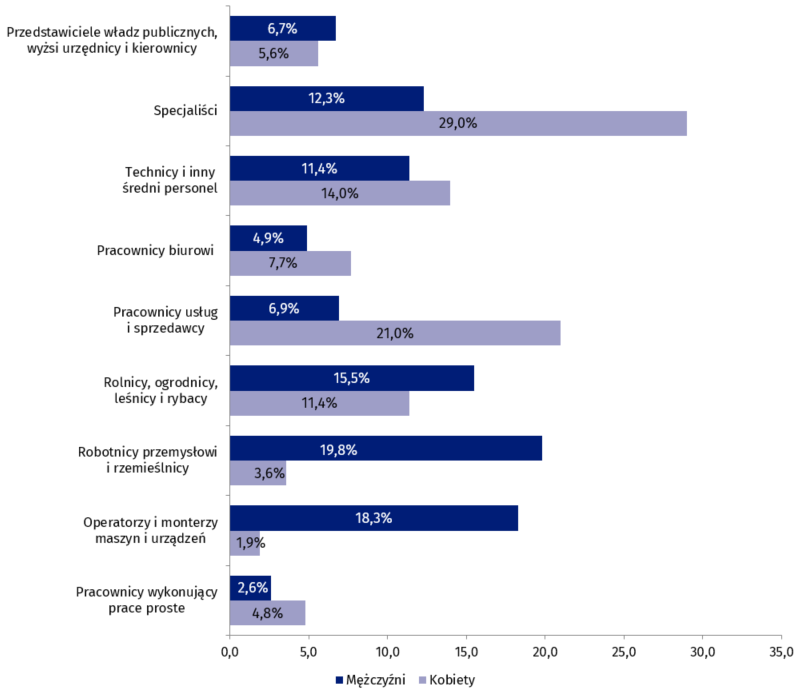 Przedstawiciele władz publicznych,
wyżsi urzędnicy i kierownicy
6,7%
5,6%
Specjaliści
12,3%
29,0%
Technicy i inny
średni personel
11,4%
14,0%
Pracownicy biurowi
4,9%
7,7%
Pracownicy usług
i sprzedawcy
6,9%
21,0%
Rolnicy, ogrodnicy,
leśnicy i rybacy
15,5%
11,4%
Robotnicy przemysłowi
i rzemieślnicy
19,8%
3,6%
Operatorzy i monterzy
maszyn i urządzeń
18,3%
1,9%
Pracownicy wykonujący
prace proste
2,6%
4,8%
0,0 5,0 10,0 15,0 20,0 25,0 30,0 35,0
Mężczyźni Kobiety